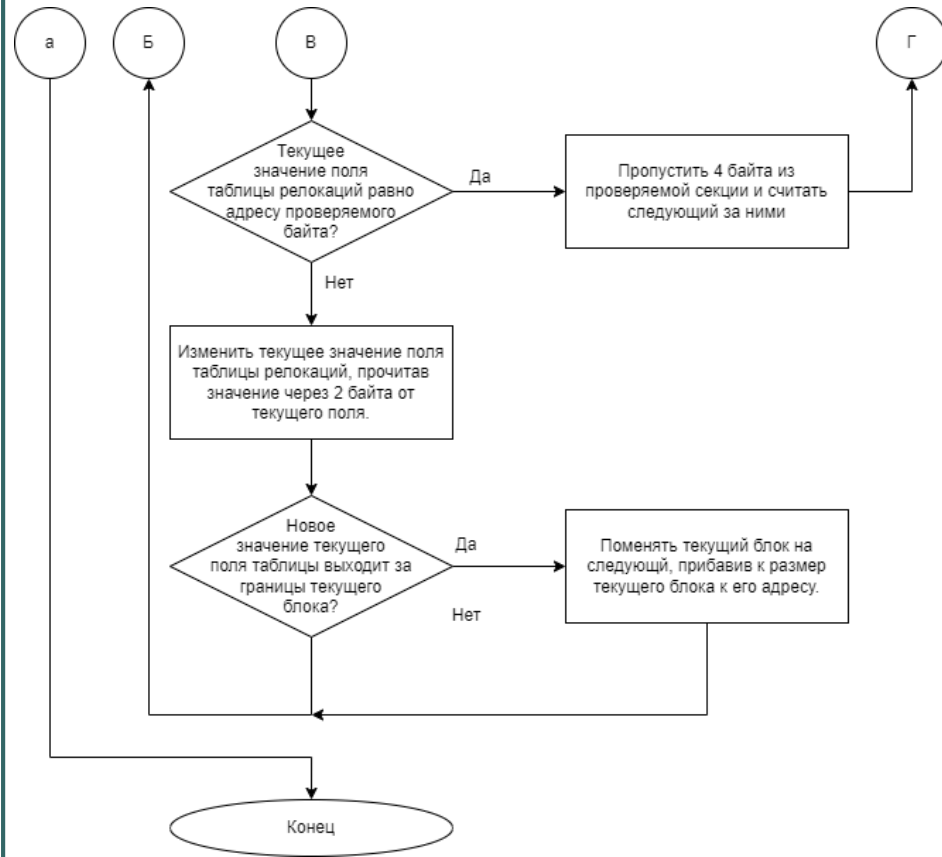 а
Б
В
Г
Текущее
значение поля
таблицы релокаций равно
адресу проверяемого
байта?
Да
Пропустить 4 байта из
проверяемой секции и считать
следующий за ними
Нет
Изменить текущее значение поля
таблицы релокаций, прочитав
значение через 2 байта от
текущего поля.
Новое
значение текущего
поля таблицы выходит за
границы текущего
блока?
Да
Нет
Поменять текущий блок на
следующй, прибавив к размер
текущего блока к его адресу.
Конец